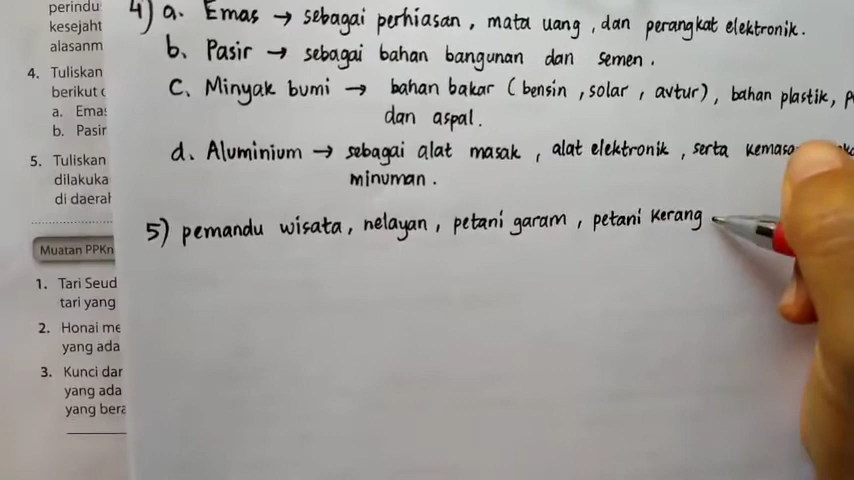 perindu
kesejaht
alasanm
4. Tuliskan
berikut
a. Emas
b. Pasir
5. Tuliskan
dilakuka
di daerah
Muatan PPKn
1. Tari Seud
tari yang
2. Honai me
yang ada
3. Kunci dar
yang ada
yang bera
4) a. Emas → sebagai perhiasan, mata uang, dan perangkat elektronik.
b. Pasir → sebagai bahan bangunan dan semen.
c. Minyak bumi → bahan bakar (bensin, solar, avtur), bahan plastik,
dan aspal.
d. Aluminium → sebagai alat masak, alat elektronik, serta kemasa
minuman.
5) pemandu wisata, nelayan, petani garam, petani kerang